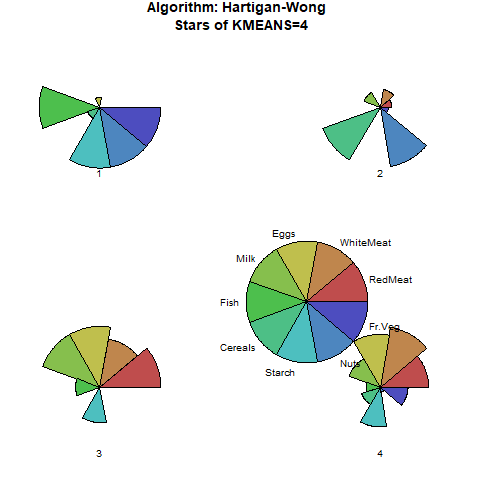 Algorithm: Hartigan-Wong
Stars of KMEANS=4
1
2
Eggs
WhiteMeat
Milk
RedMeat
Fish
Fr.Veg
Cereals
Nuts
Starch
3
4